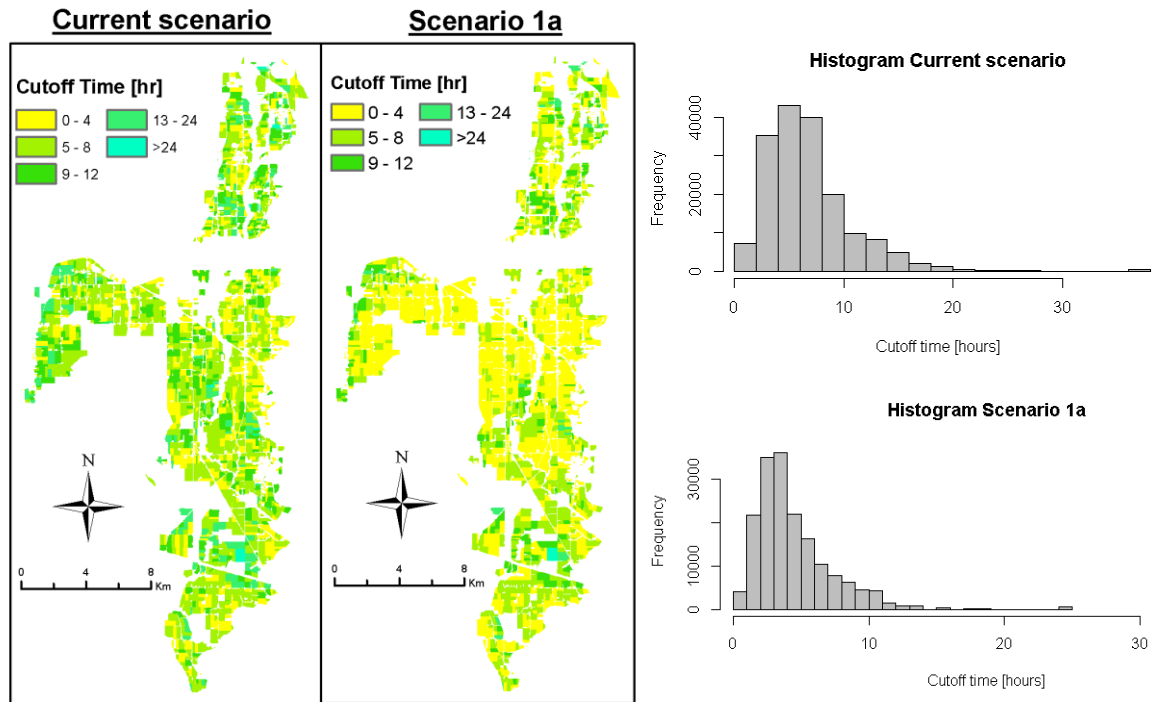 Current scenario
Cutoff Time [hr]
0 - 4
13 - 24
5 - 8
>24
9 - 12
N
0 4 8
Km
Scenario 1a
Cutoff Time [hr]
0 - 4
13 - 24
5 - 8
>24
9 - 12
N
0 4 8
Km
Histogram Current scenario
Frequency
40000
20000
0
0 10 20 30
Cutoff time [hours]
Histogram Scenario 1a
Frequency
30000
10000
0
0 10 20 30
Cutoff time [hours]